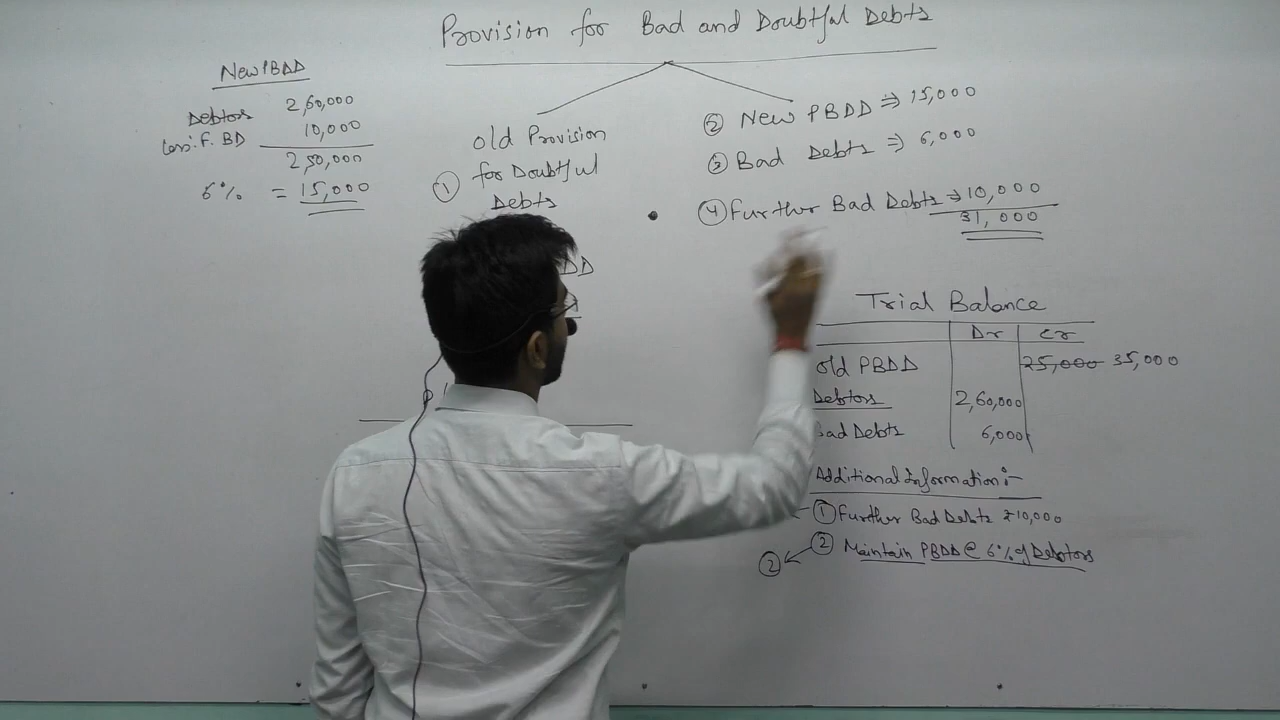 Provision for Bad and Doubtful Debts
New PBDD
Debtors 2,60,000
Less: F. BD 10,000
2,50,000
6% = 15,000
① old Provision
for Doubtful
Debts
DD
② New PBDD ⇒ 15,000
③ Bad Debts ⇒ 6,000
④ Further Bad Debts ⇒ 10,000
31,000
Trial Balance
Dr Cr
old PBDD 25,000 35,000
Debtors 2,60,000
Bad Debts 6,000
Additional Information:-
① Further Bad Debts ₹10,000
② Maintain PBDD @ 6% of Debtors
②